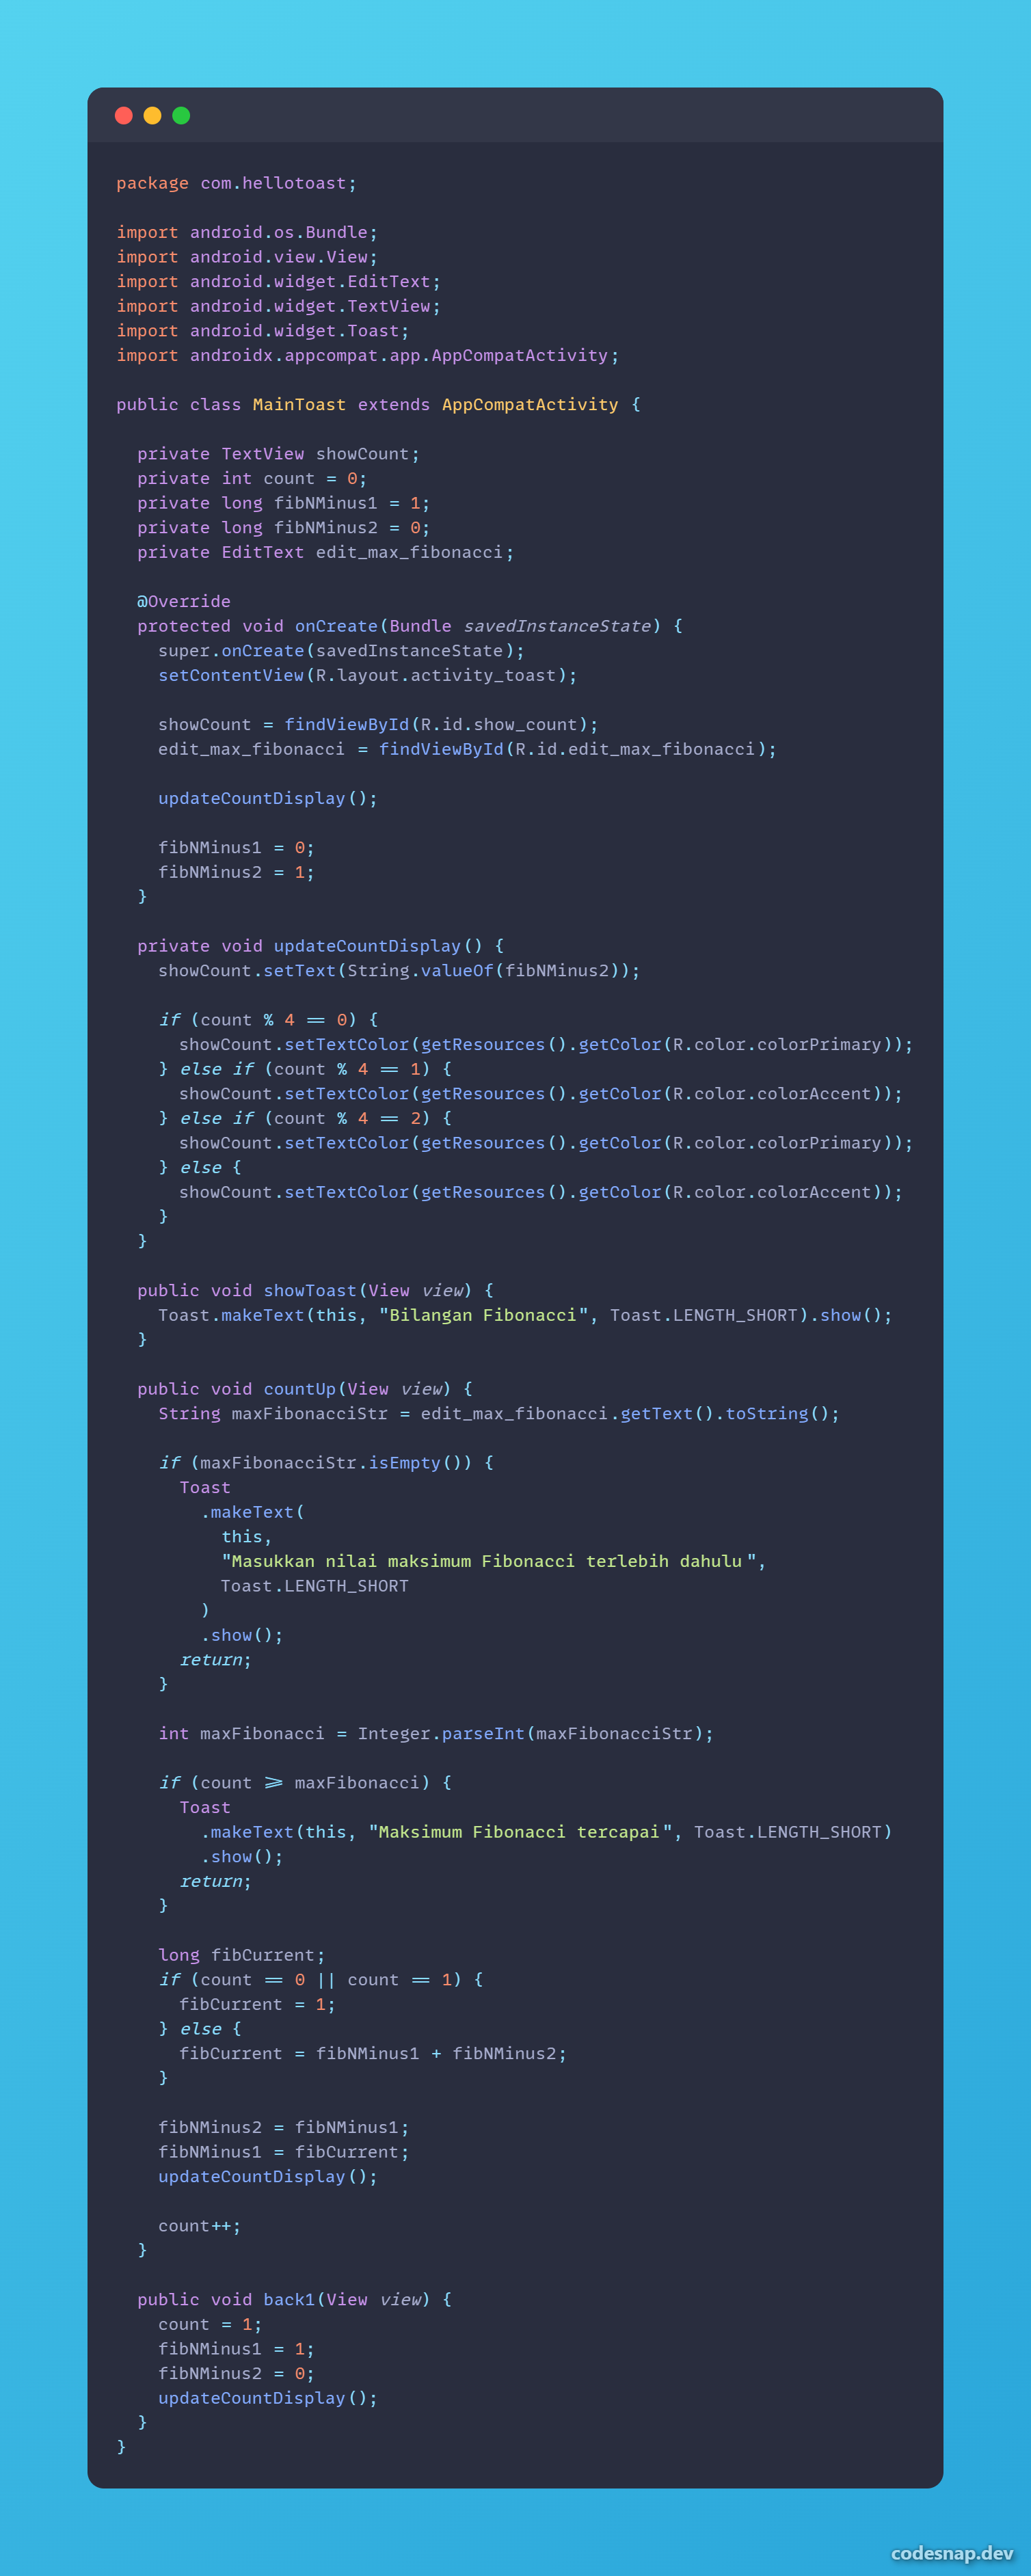 package com.hellotoast;

import android.os.Bundle;
import android.view.View;
import android.widget.EditText;
import android.widget.TextView;
import android.widget.Toast;
import androidx.appcompat.app.AppCompatActivity;

public class MainToast extends AppCompatActivity {

  private TextView showCount;
  private int count = 0;
  private long fibNMinus1 = 1;
  private long fibNMinus2 = 0;
  private EditText edit_max_fibonacci;

  @Override
  protected void onCreate(Bundle savedInstanceState) {
    super.onCreate(savedInstanceState);
    setContentView(R.layout.activity_toast);

    showCount = findViewById(R.id.show_count);
    edit_max_fibonacci = findViewById(R.id.edit_max_fibonacci);

    updateCountDisplay();

    fibNMinus1 = 0;
    fibNMinus2 = 1;
  }

  private void updateCountDisplay() {
    showCount.setText(String.valueOf(fibNMinus2));

    if (count % 4 == 0) {
      showCount.setTextColor(getResources().getColor(R.color.colorPrimary));
    } else if (count % 4 == 1) {
      showCount.setTextColor(getResources().getColor(R.color.colorAccent));
    } else if (count % 4 == 2) {
      showCount.setTextColor(getResources().getColor(R.color.colorPrimary));
    } else {
      showCount.setTextColor(getResources().getColor(R.color.colorAccent));
    }
  }

  public void showToast(View view) {
    Toast.makeText(this, "Bilangan Fibonacci", Toast.LENGTH_SHORT).show();
  }

  public void countUp(View view) {
    String maxFibonacciStr = edit_max_fibonacci.getText().toString();

    if (maxFibonacciStr.isEmpty()) {
      Toast
        .makeText(
          this,
          "Masukkan nilai maksimum Fibonacci terlebih dahulu",
          Toast.LENGTH_SHORT
        )
        .show();
      return;
    }

    int maxFibonacci = Integer.parseInt(maxFibonacciStr);

    if (count >= maxFibonacci) {
      Toast
        .makeText(this, "Maksimum Fibonacci tercapai", Toast.LENGTH_SHORT)
        .show();
      return;
    }

    long fibCurrent;
    if (count == 0 || count == 1) {
      fibCurrent = 1;
    } else {
      fibCurrent = fibNMinus1 + fibNMinus2;
    }

    fibNMinus2 = fibNMinus1;
    fibNMinus1 = fibCurrent;
    updateCountDisplay();

    count++;
  }

  public void back1(View view) {
    count = 1;
    fibNMinus1 = 1;
    fibNMinus2 = 0;
    updateCountDisplay();
  }
}
codesnap.dev